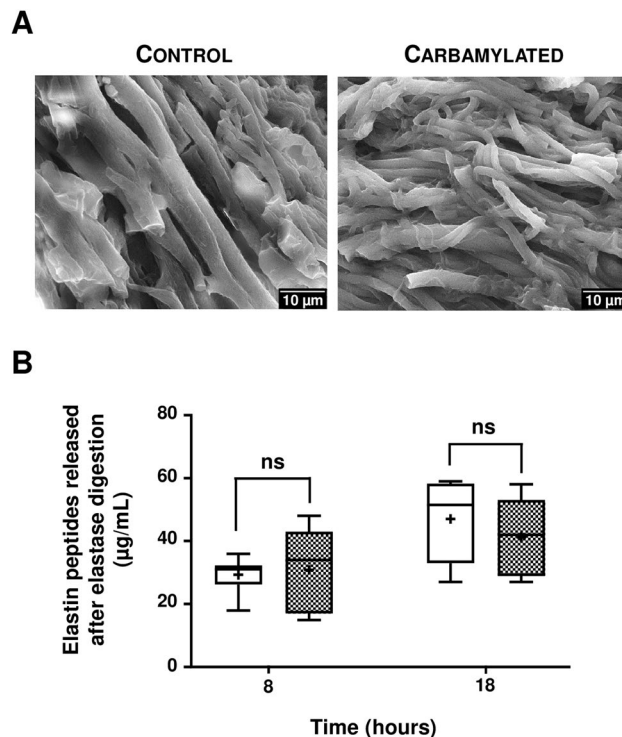 A
CONTROL
CARBAMYLATED
10 µm
10 µm
B
Elastin peptides released
after elastase digestion
(µg/mL)
80
60
40
20
0
ns
ns
8
18
Time (hours)